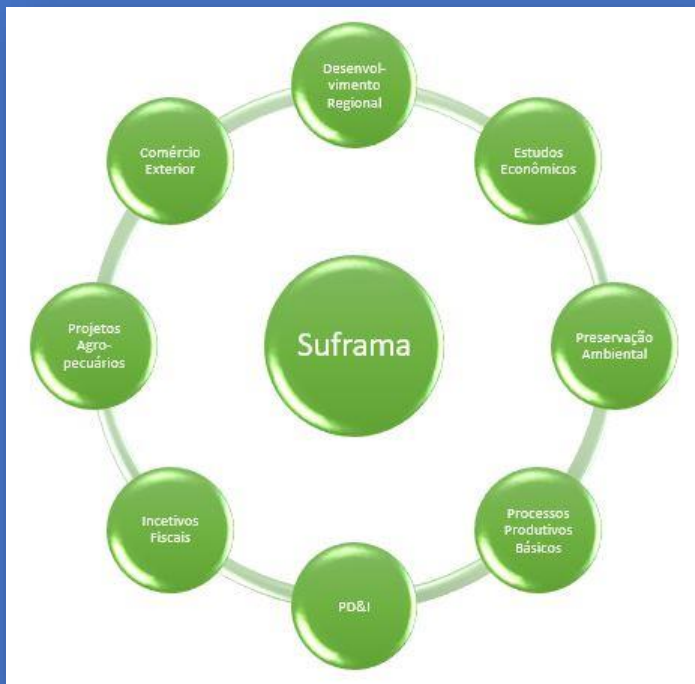 Desenvol-
vimento
Regional
Estudos
Econômicos
Preservação
Ambiental
Processos
Produtivos
Básicos
PD&I
Incetivos
Fiscais
Projetos
Agro-
pecuários
Comércio
Exterior
Suframa